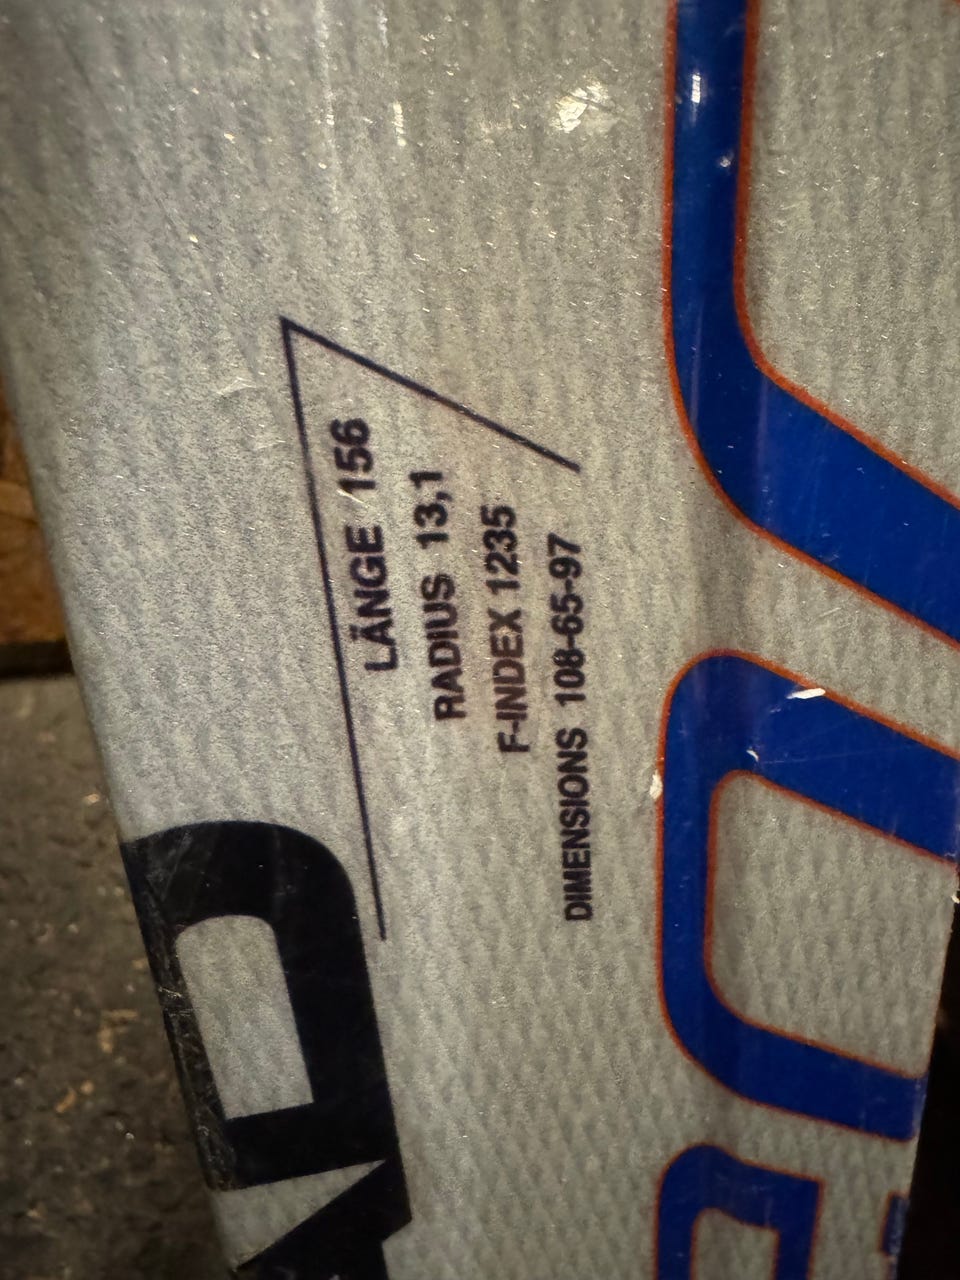 LÄNGE 156
RADIUS 13,1
F-INDEX 1235
DIMENSIONS 108-65-97